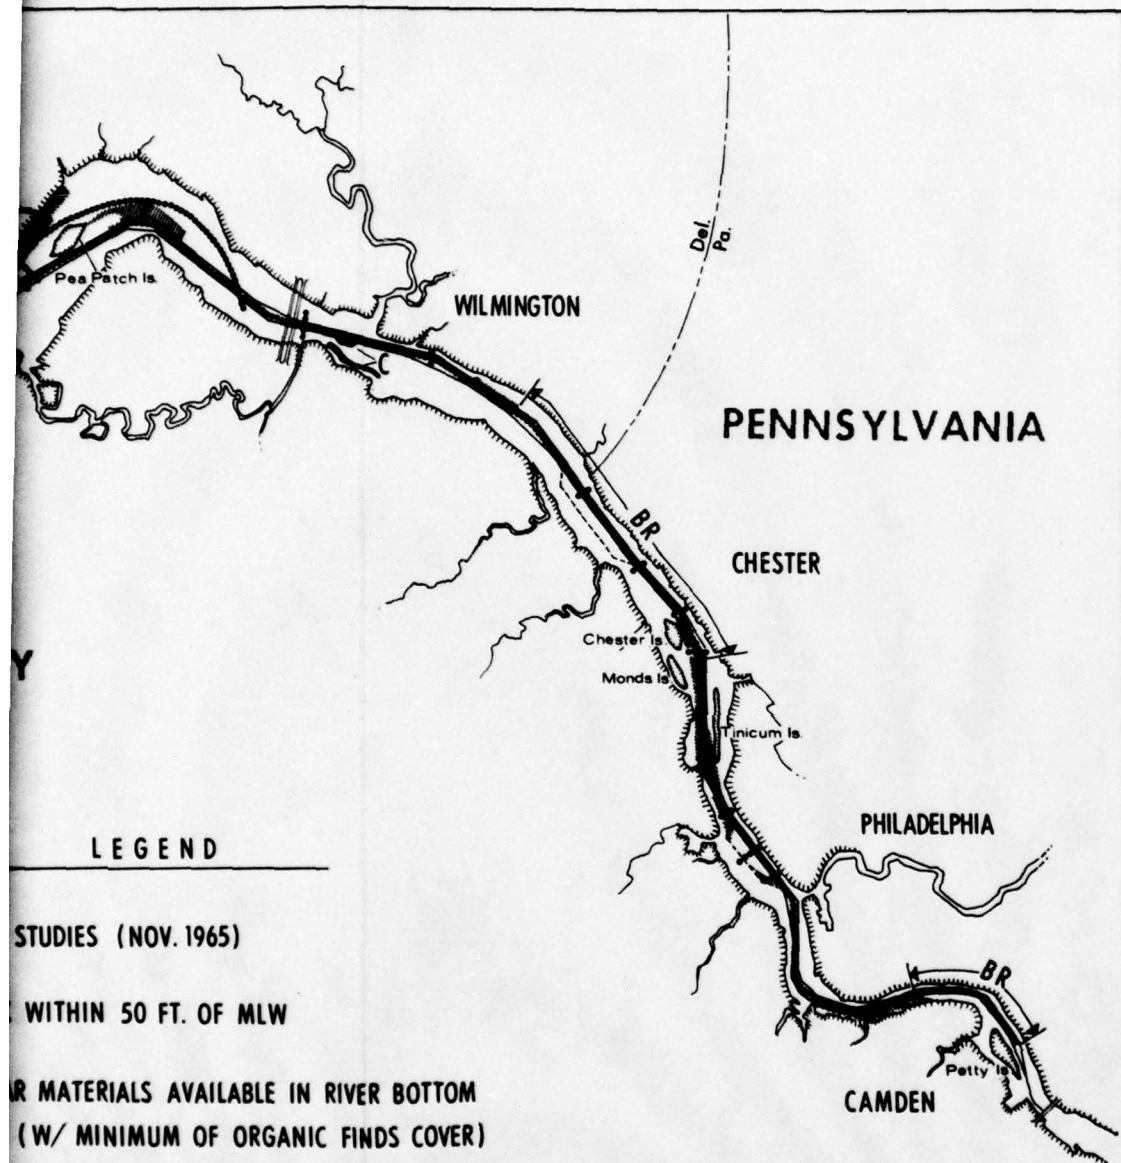 Del.
Pa.
Pea Patch Is.
WILMINGTON
C
PENNSYLVANIA
BR
CHESTER
Chester Is.
Y
Monds Is.
Tinicum Is.
PHILADELPHIA
LEGEND
STUDIES (NOV. 1965)
BR
WITHIN 50 FT. OF MLW
Petty Is.
R MATERIALS AVAILABLE IN RIVER BOTTOM
CAMDEN
(W/ MINIMUM OF ORGANIC FINDS COVER)